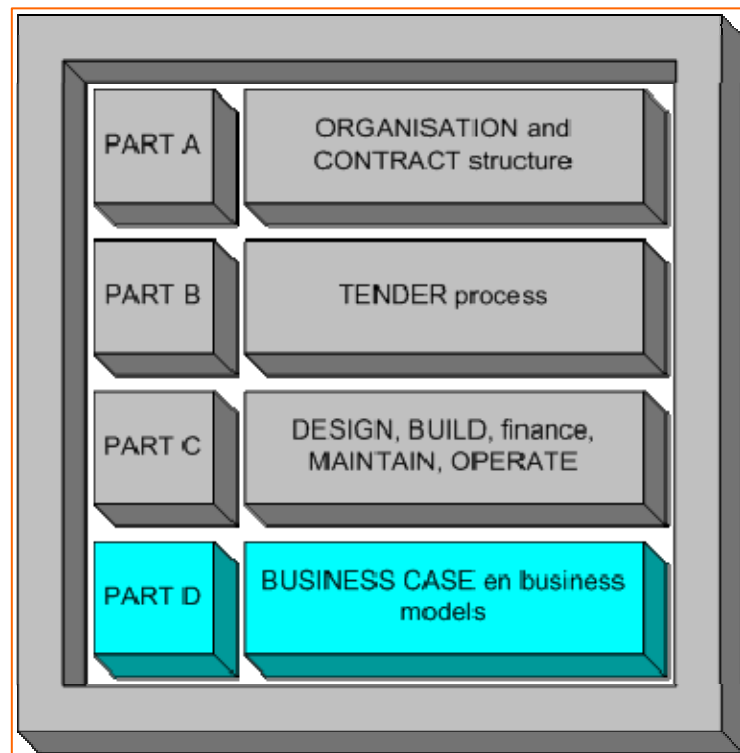 PART A
ORGANISATION and
CONTRACT structure
PART B
TENDER process
PART C
DESIGN, BUILD, finance,
MAINTAIN, OPERATE
PART D
BUSINESS CASE en business
models